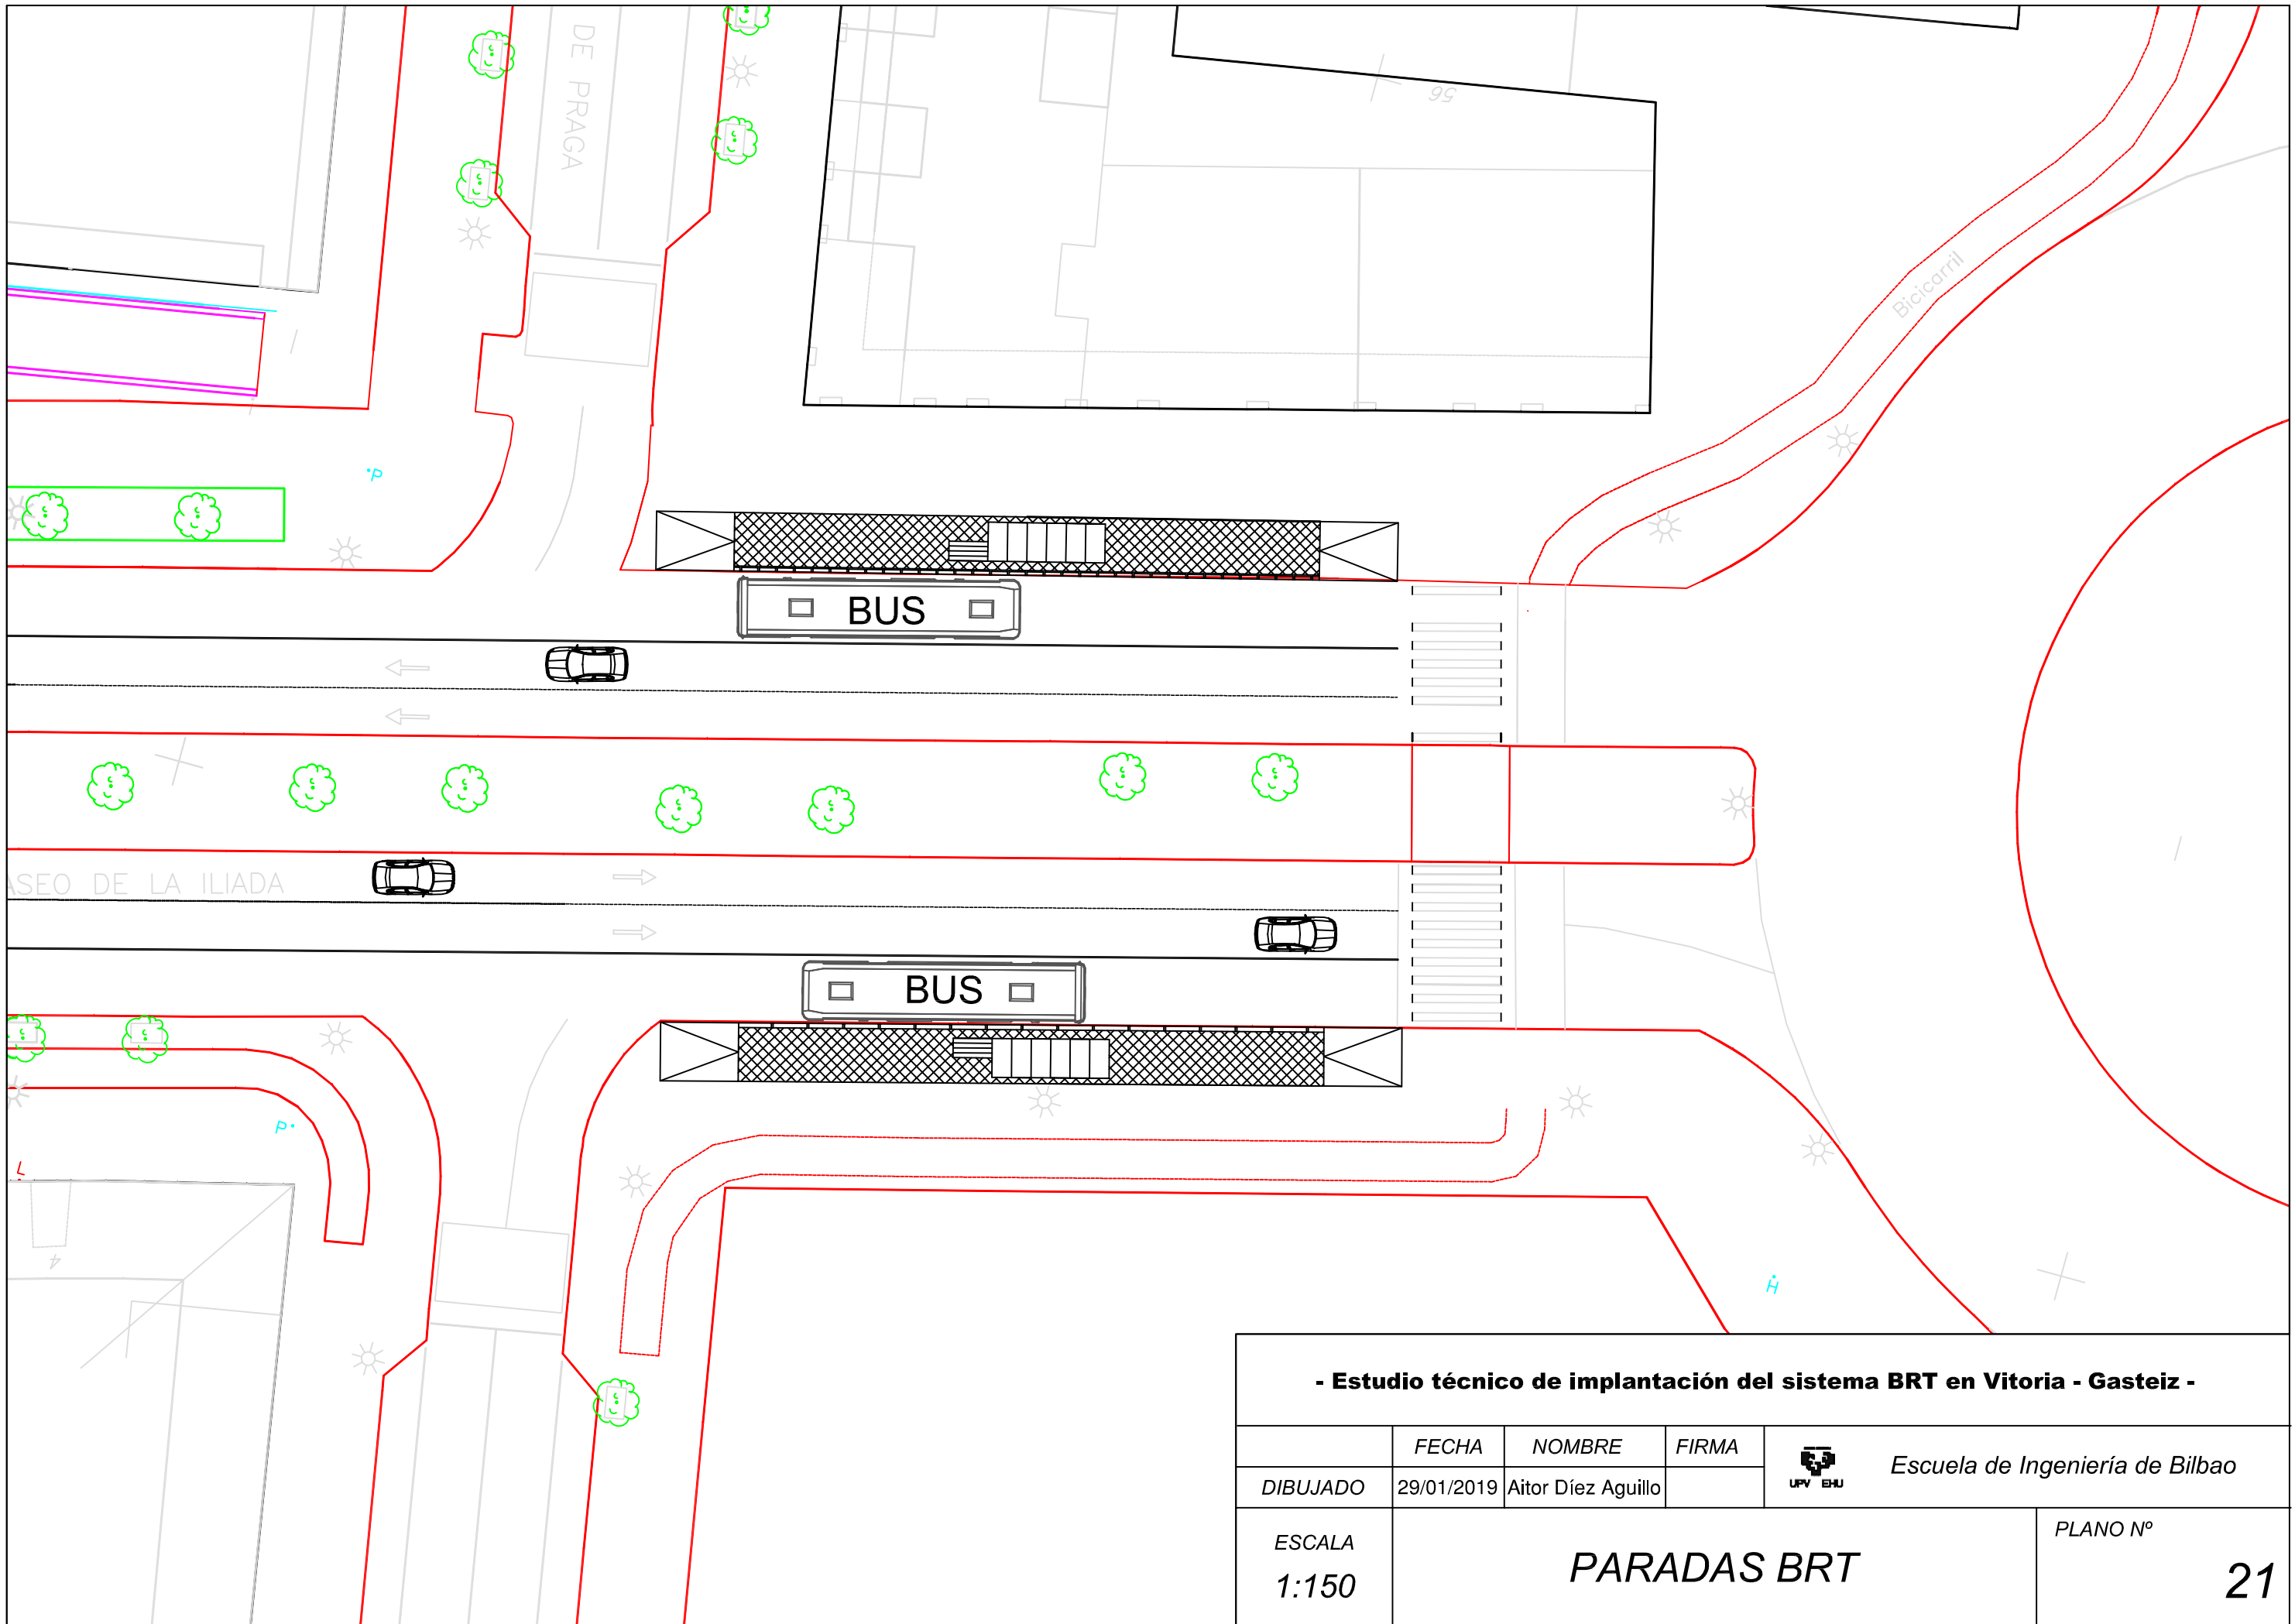 DE PRAGA
56
Bicicarril
P
BUS
ASEO DE LA ILIADA
BUS
P
L
4
H
- Estudio técnico de implantación del sistema BRT en Vitoria - Gasteiz -
FECHA NOMBRE FIRMA
DIBUJADO 29/01/2019 Aitor Díez Aguillo
UPV EHU
Escuela de Ingeniería de Bilbao
ESCALA
1:150
PARADAS BRT
PLANO Nº
21